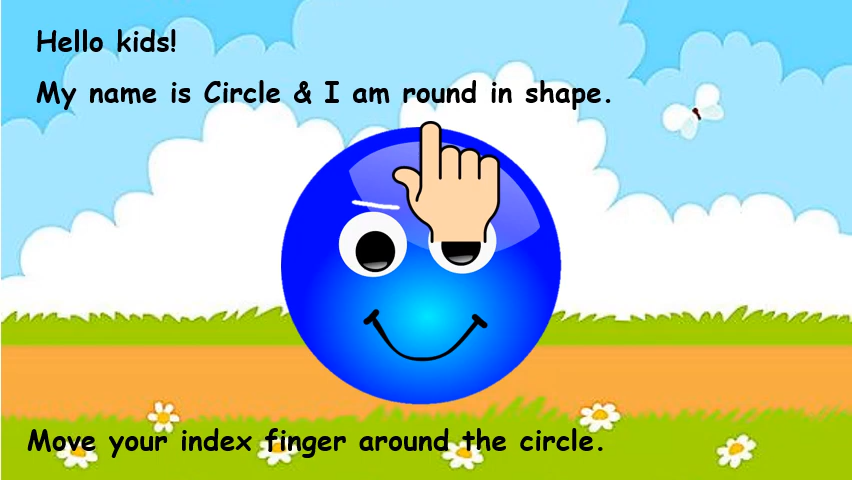 Hello kids!
My name is Circle & I am round in shape.
Move your index finger around the circle.